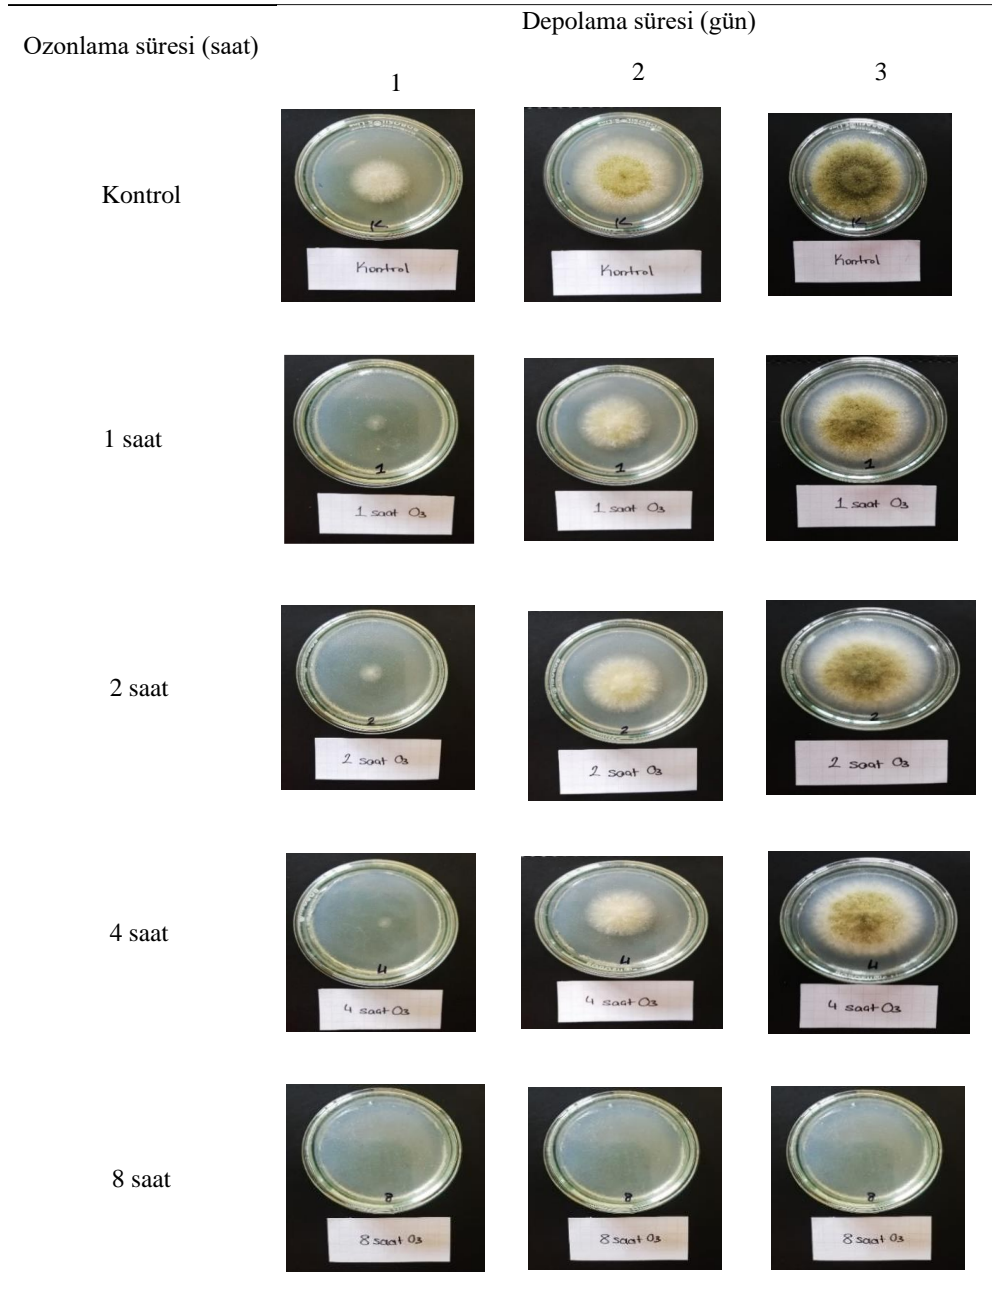 Depolama süresi (gün)
Ozonlama süresi (saat)
1
2
3
Kontrol
K
K
K
Kontrol
Kontrol
Kontrol
1 saat
1
1
1
1 saat O₃
1 saat O₃
1 saat O₃
2 saat
2
2
2
2 saat O₃
2 saat O₃
2 saat O₃
4 saat
4
4
4
4 saat O₃
4 saat O₃
4 saat O₃
8 saat
8
8
8
8 saat O₃
8 saat O₃
8 saat O₃